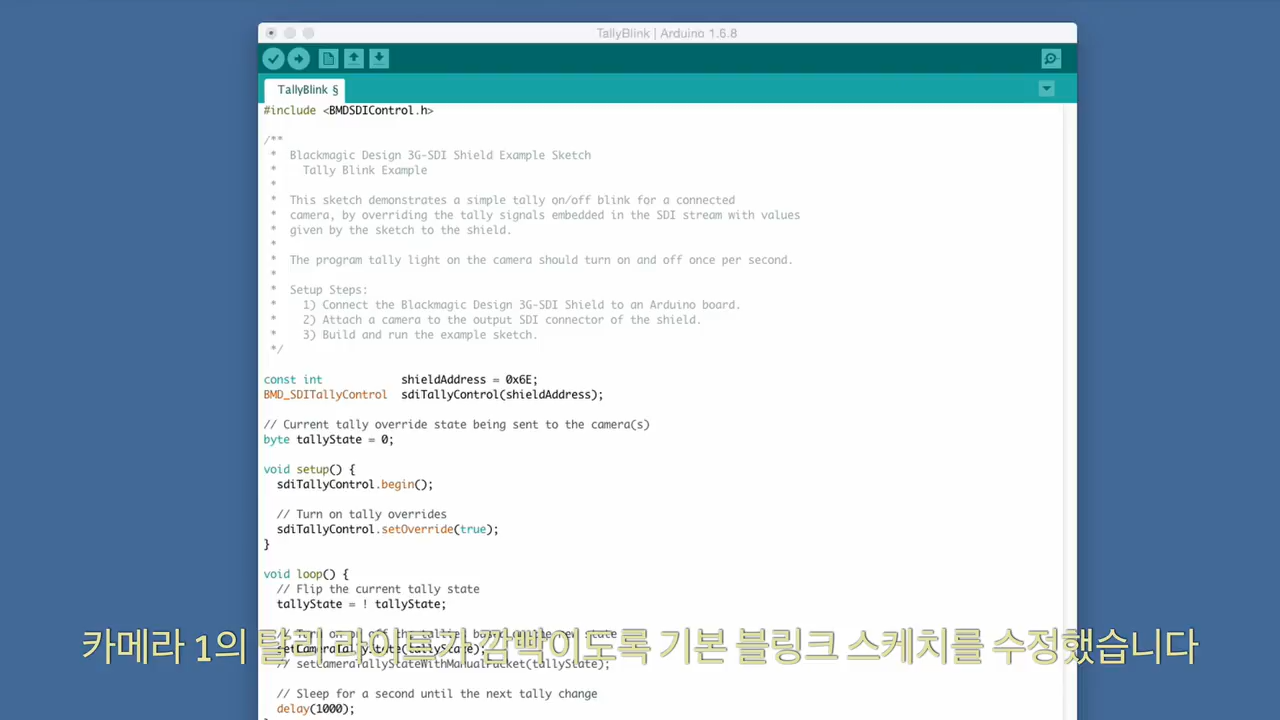 TallyBlink | Arduino 1.6.8
TallyBlink §
#include <BMDSDIControl.h>
/**
* Blackmagic Design 3G-SDI Shield Example Sketch
* Tally Blink Example
*
* This sketch demonstrates a simple tally on/off blink for a connected
* camera, by overriding the tally signals embedded in the SDI stream with values
* given by the sketch to the shield.
*
* The program tally light on the camera should turn on and off once per second.
*
* Setup Steps:
* 1) Connect the Blackmagic Design 3G-SDI Shield to an Arduino board.
* 2) Attach a camera to the output SDI connector of the shield.
* 3) Build and run the example sketch.
*/
const int shieldAddress = 0x6E;
BMD_SDITallyControl sdiTallyControl(shieldAddress);
// Current tally override state being sent to the camera(s)
byte tallyState = 0;
void setup() {
sdiTallyControl.begin();
// Turn on tally overrides
sdiTallyControl.setOverride(true);
}
void loop() {
// Flip the current tally state
tallyState = ! tallyState;
카메라 1의 탈리 라이트가 깜빡이도록 기본 블링크 스케치를 수정했습니다
// setCameraTallyStateWithManualPacket(tallyState);
// Sleep for a second until the next tally change
delay(1000);